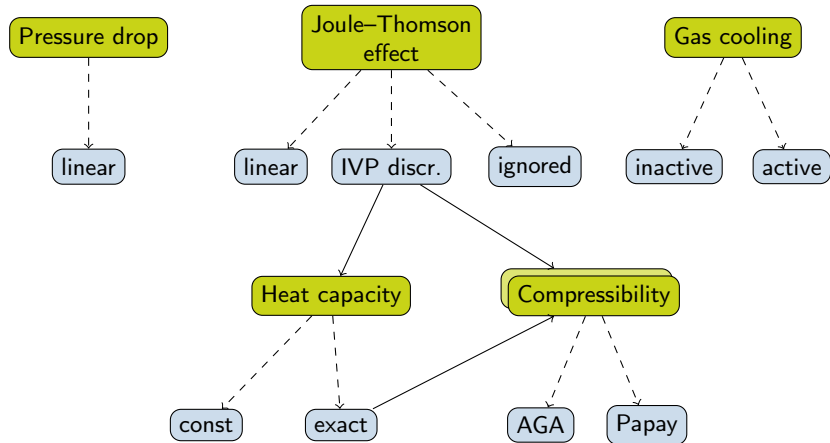 Pressure drop
Joule–Thomson
effect
Gas cooling
linear
linear
IVP discr.
ignored
inactive
active
Heat capacity
Compressibility
const
exact
AGA
Papay